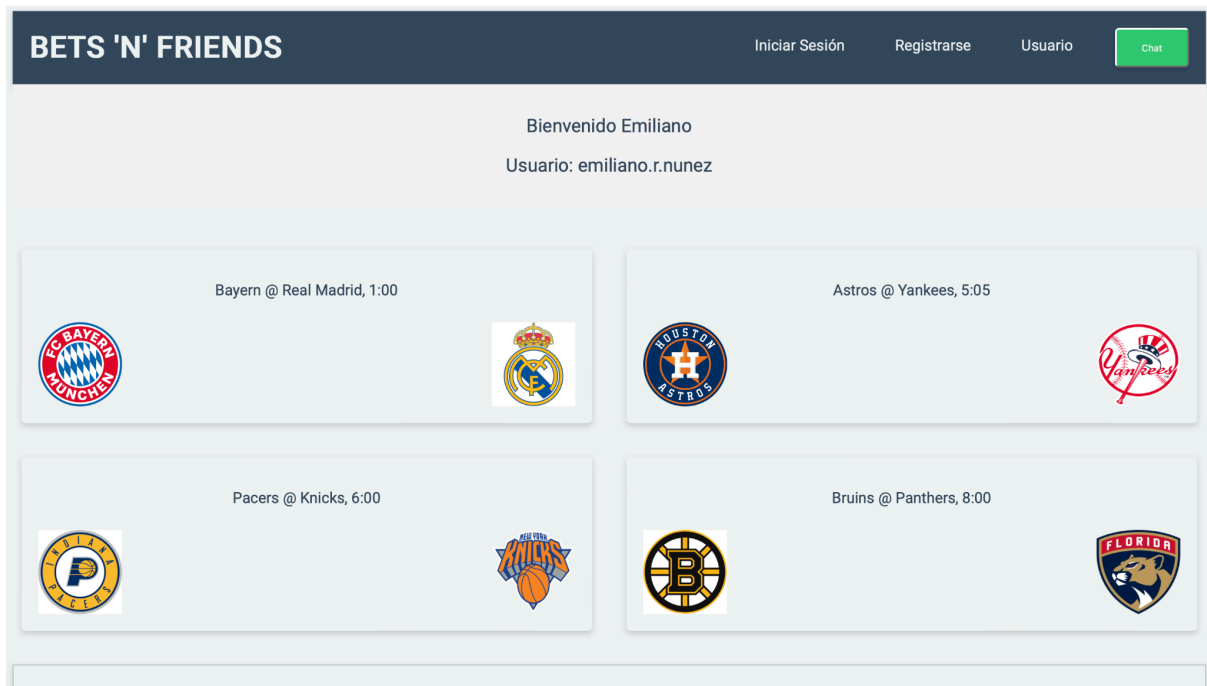 BETS 'N' FRIENDS
Iniciar Sesión Registrarse Usuario Chat
Bienvenido Emiliano
Usuario: emiliano.r.nunez
Bayern @ Real Madrid, 1:00
FC BAYERN
MÜNCHEN
Astros @ Yankees, 5:05
HOUSTON
H
ASTROS
Yankees
Pacers @ Knicks, 6:00
INDIANA
P
PACERS
NEW YORK
KNICKS
Bruins @ Panthers, 8:00
B
FLORIDA